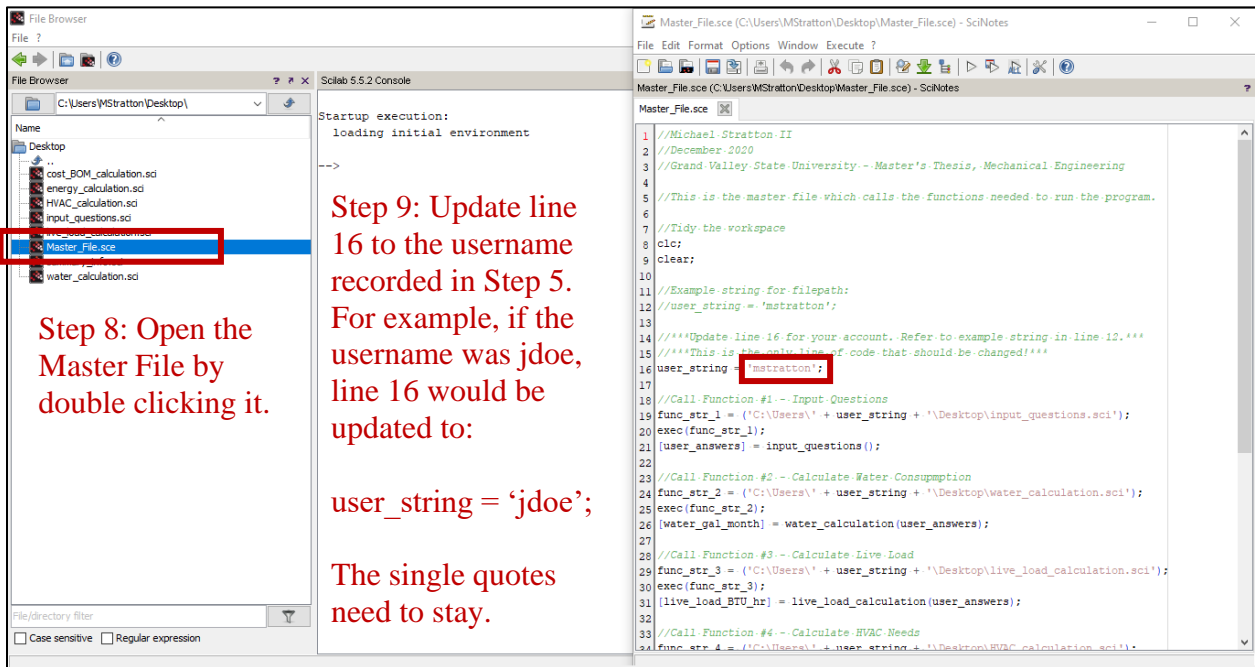 File Browser
File ?
File Browser
C:\Users\MStratton\Desktop\
Name
Desktop
..
cost_BOM_calculation.sci
energy_calculation.sci
HVAC_calculation.sci
input_questions.sci
Master_File.sce
water_calculation.sci
Step 8: Open the
Master File by
double clicking it.
File/directory filter
Case sensitive
Regular expression
Scilab 5.5.2 Console
Startup execution:
loading initial environment
-->
Step 9: Update line
16 to the username
recorded in Step 5.
For example, if the
username was jdoe,
line 16 would be
updated to:
user_string = ‘jdoe’;
The single quotes
need to stay.
Master_File.sce (C:\Users\MStratton\Desktop\Master_File.sce) - SciNotes
File Edit Format Options Window Execute ?
Master_File.sce (C:\Users\MStratton\Desktop\Master_File.sce) - SciNotes
Master_File.sce
1 //Michael Stratton II
2 //December 2020
3 //Grand Valley State University - Master's Thesis, Mechanical Engineering
4
5 //This is the master file which calls the functions needed to run the program.
6
7 //Tidy the workspace
8 clc;
9 clear;
10
11 //Example string for filepath:
12 //user_string = 'mstratton';
13
14 //***Update line 16 for your account. Refer to example string in line 12.***
15 //***This is the only line of code that should be changed!***
16 user_string = 'mstratton';
17
18 //Call Function #1 - Input Questions
19 func_str_1 = ('C:\Users\' + user_string + '\Desktop\input_questions.sci');
20 exec(func_str_1);
21 [user_answers] = input_questions();
22
23 //Call Function #2 - Calculate Water Consupmption
24 func_str_2 = ('C:\Users\' + user_string + '\Desktop\water_calculation.sci');
25 exec(func_str_2);
26 [water_gal_month] = water_calculation(user_answers);
27
28 //Call Function #3 - Calculate Live Load
29 func_str_3 = ('C:\Users\' + user_string + '\Desktop\live_load_calculation.sci');
30 exec(func_str_3);
31 [live_load_BTU_hr] = live_load_calculation(user_answers);
32
33 //Call Function #4 - Calculate HVAC Needs
34 func_str_4 = ('C:\Users\' + user_string + '\Desktop\HVAC_calculation.sci');